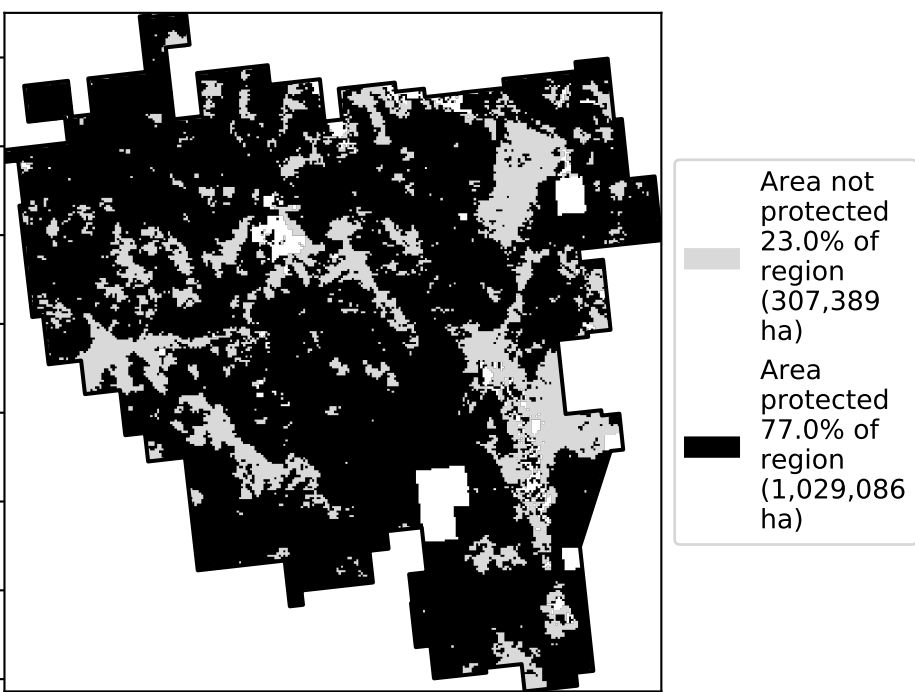 Area not
protected
23.0% of
region
(307,389
ha)
Area
protected
77.0% of
region
(1,029,086
ha)